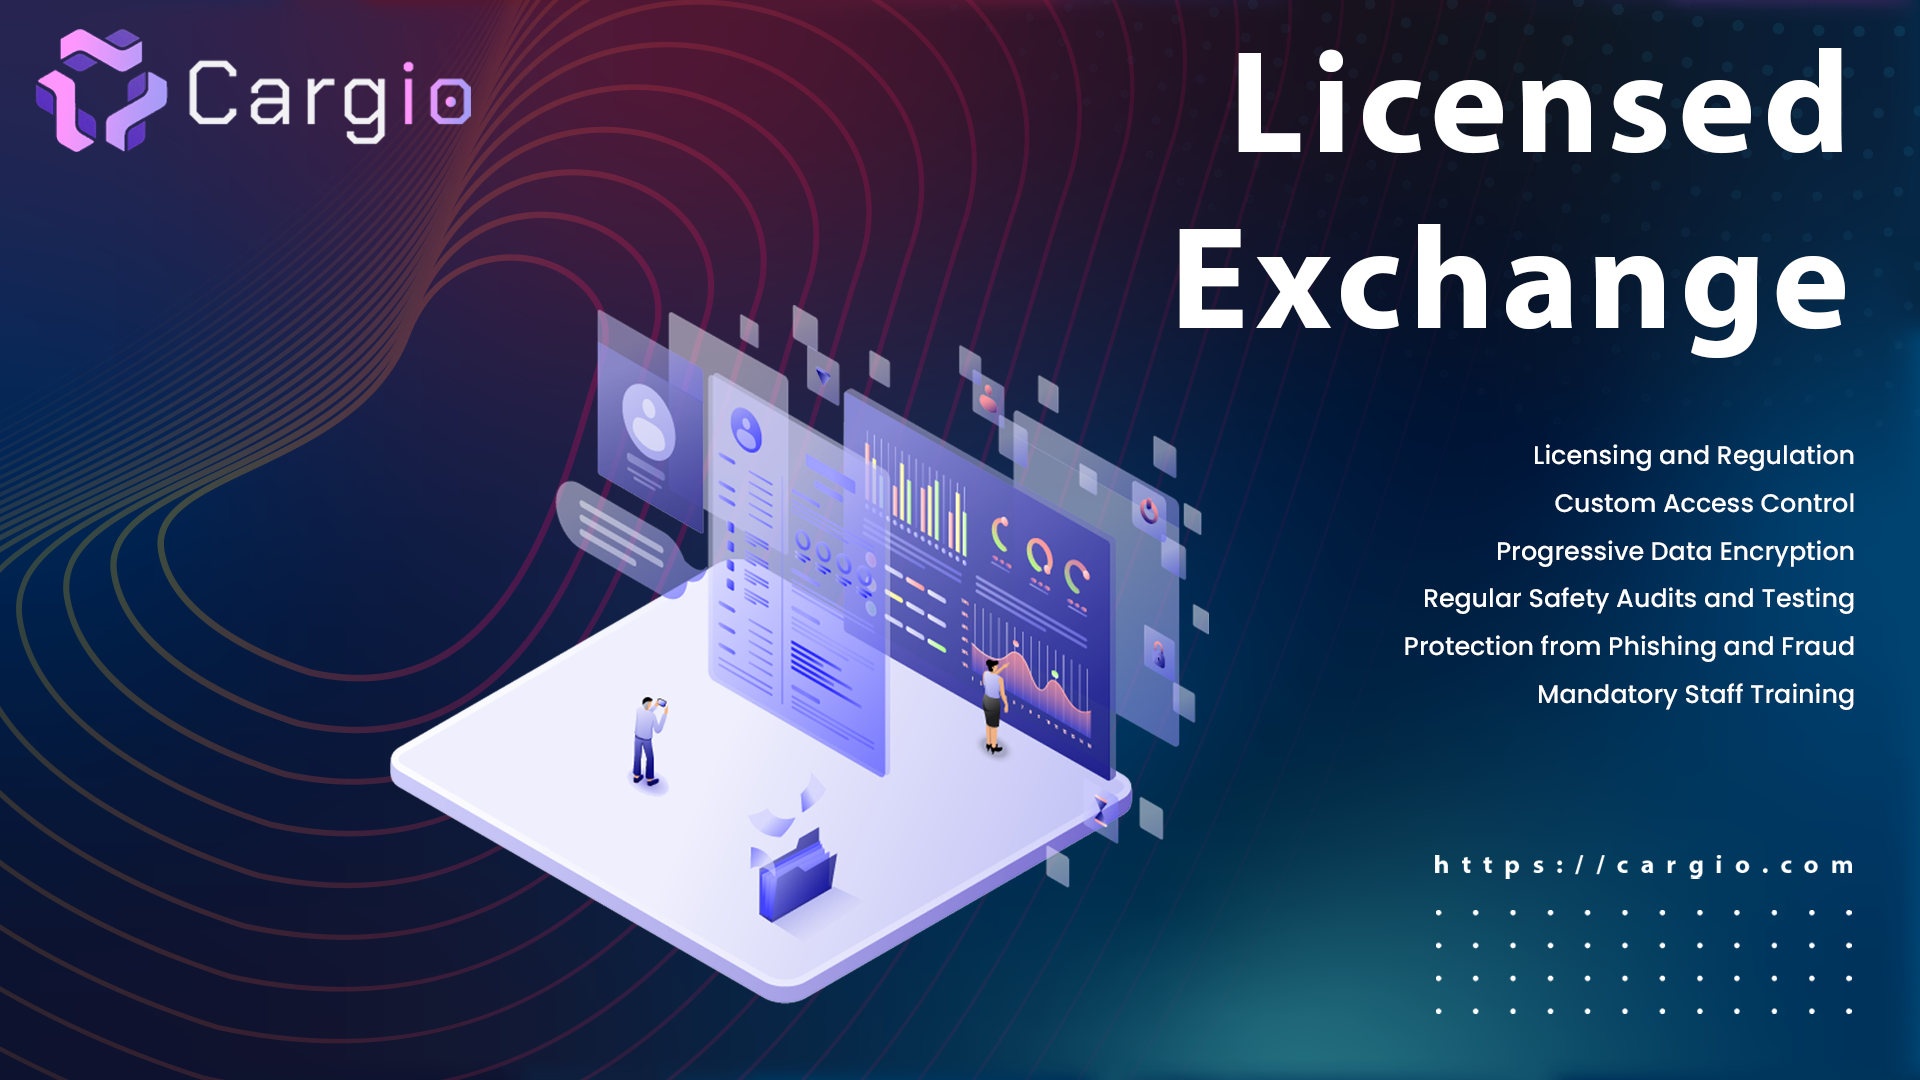 Cargio
Licensed
Exchange
Licensing and Regulation
Custom Access Control
Progressive Data Encryption
Regular Safety Audits and Testing
Protection from Phishing and Fraud
Mandatory Staff Training
https://cargio.com